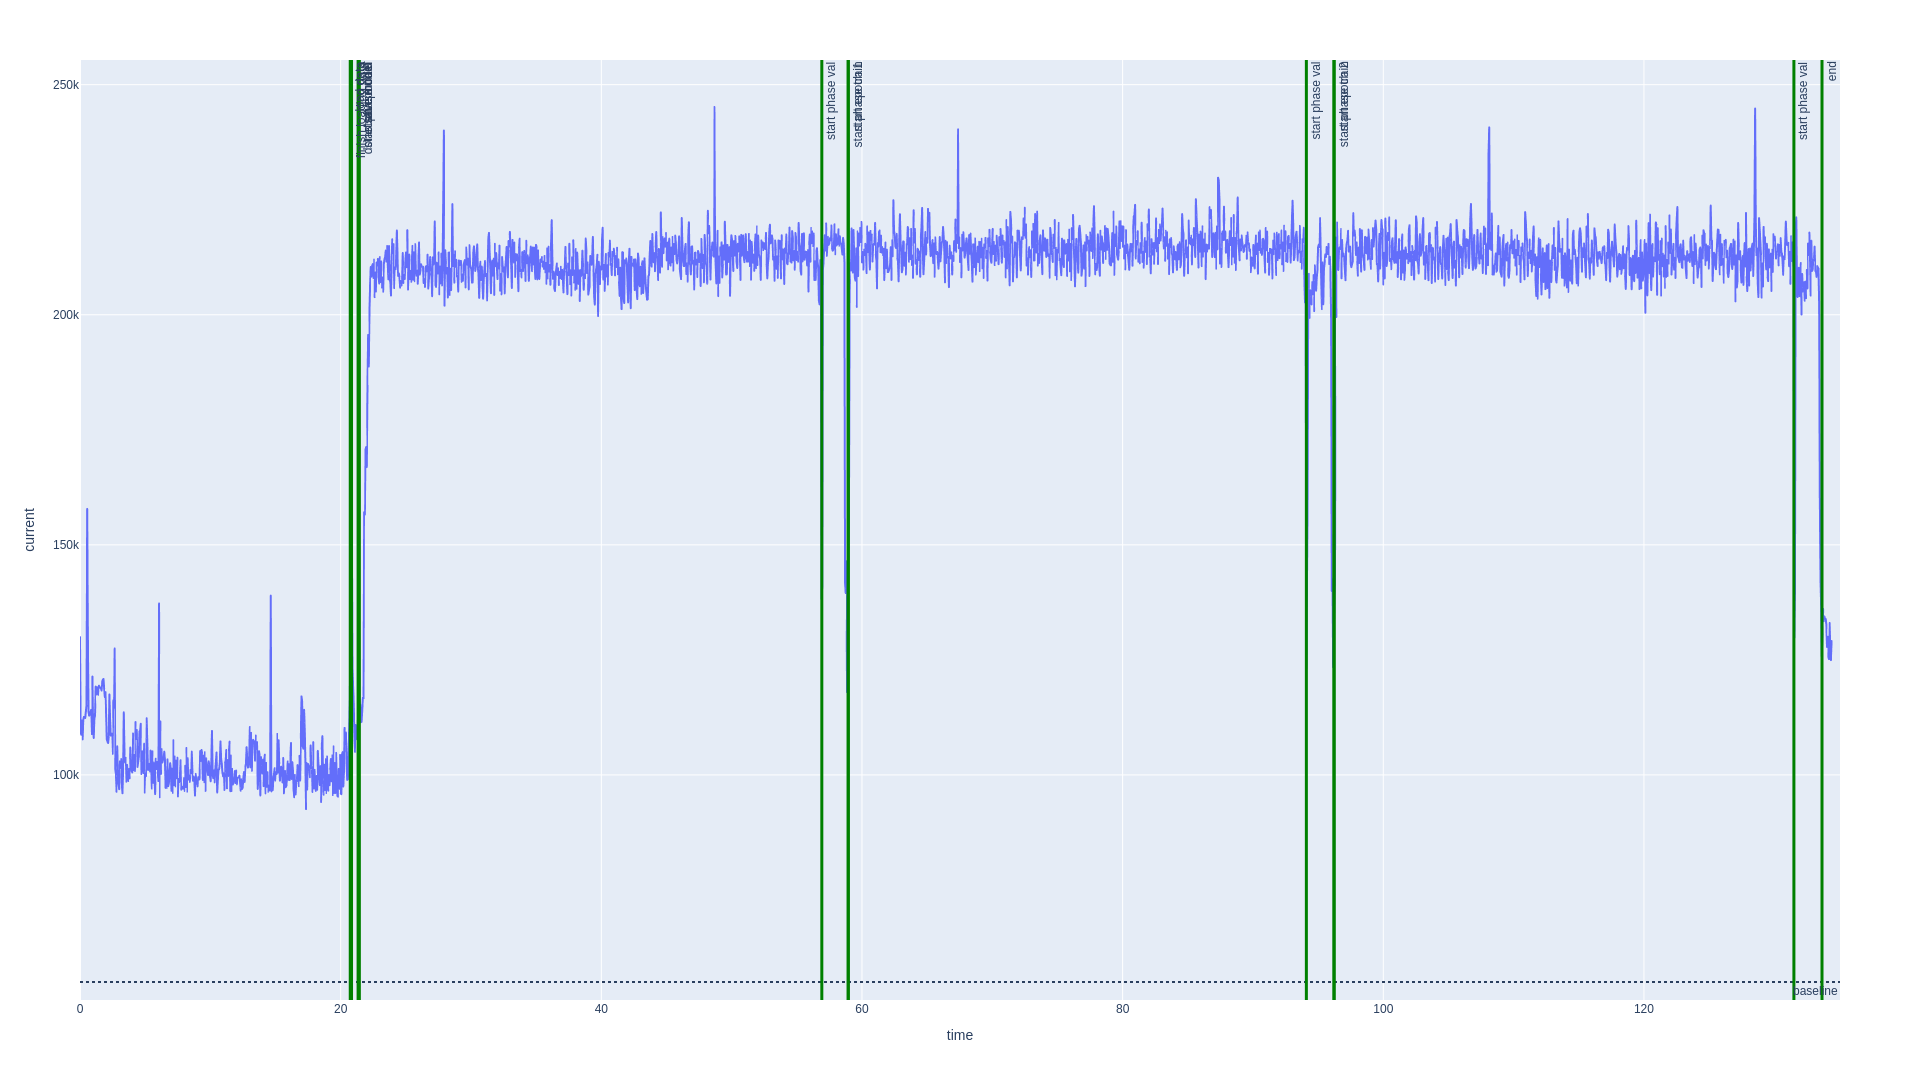 250k
200k
150k
100k
current
start phase val
start phase val
start phase val
end
baseline
0
20
40
60
80
100
120
time